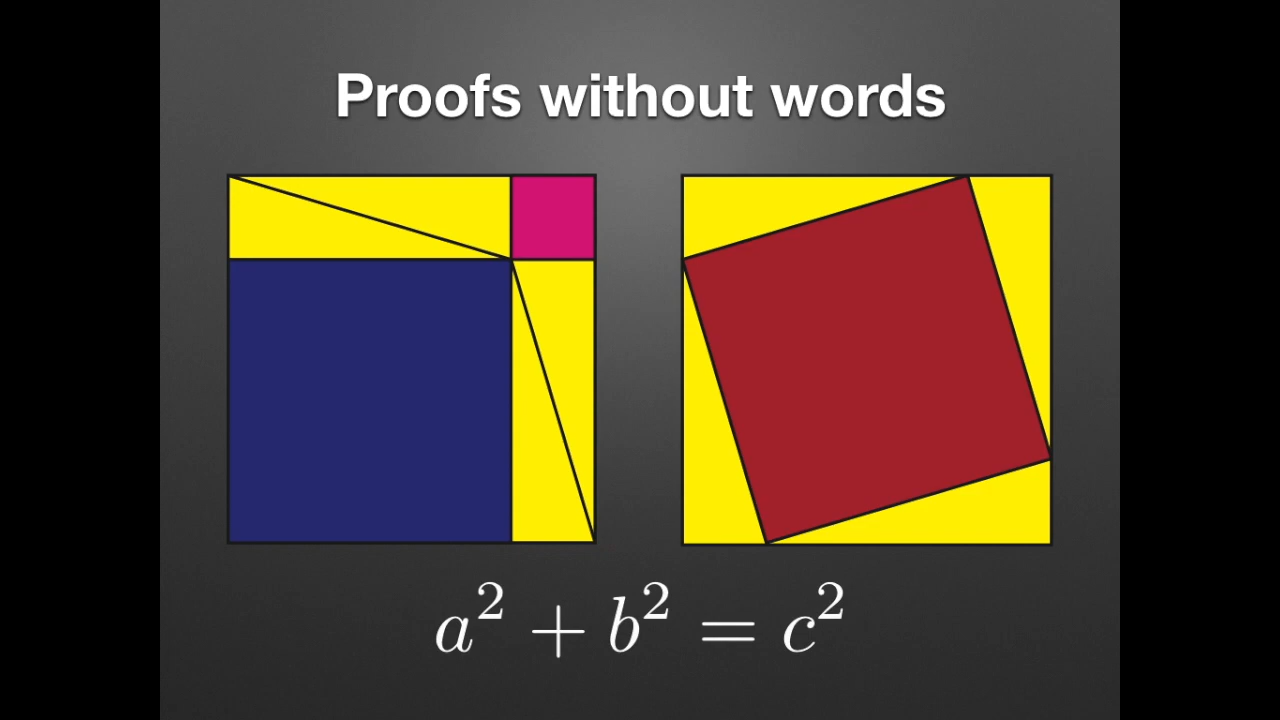 Proofs without words
a² + b² = c²